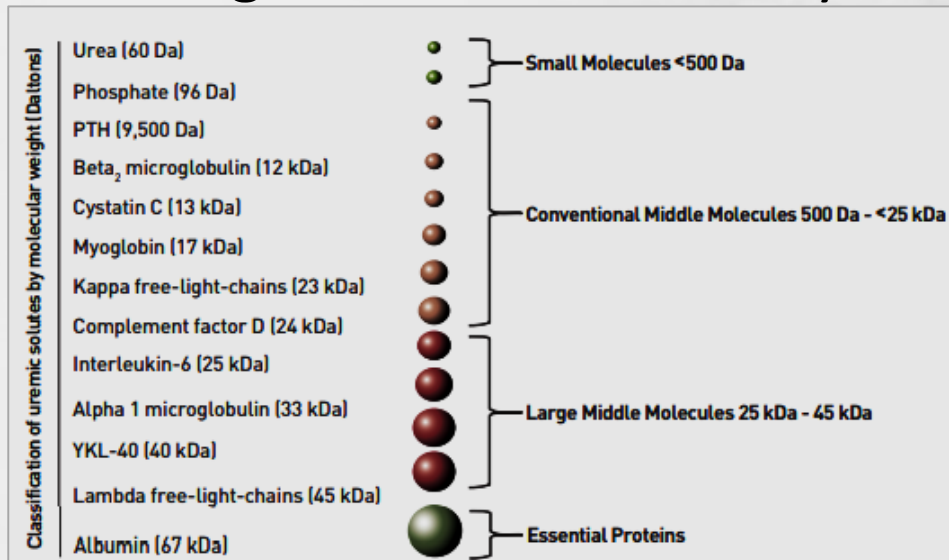 Classification of uremic solutes by molecular weight (Daltons)
Urea (60 Da)
Phosphate (96 Da)
PTH (9,500 Da)
Beta₂ microglobulin (12 kDa)
Cystatin C (13 kDa)
Myoglobin (17 kDa)
Kappa free-light-chains (23 kDa)
Complement factor D (24 kDa)
Interleukin-6 (25 kDa)
Alpha 1 microglobulin (33 kDa)
YKL-40 (40 kDa)
Lambda free-light-chains (45 kDa)
Albumin (67 kDa)
Small Molecules <500 Da
Conventional Middle Molecules 500 Da - <25 kDa
Large Middle Molecules 25 kDa - 45 kDa
Essential Proteins